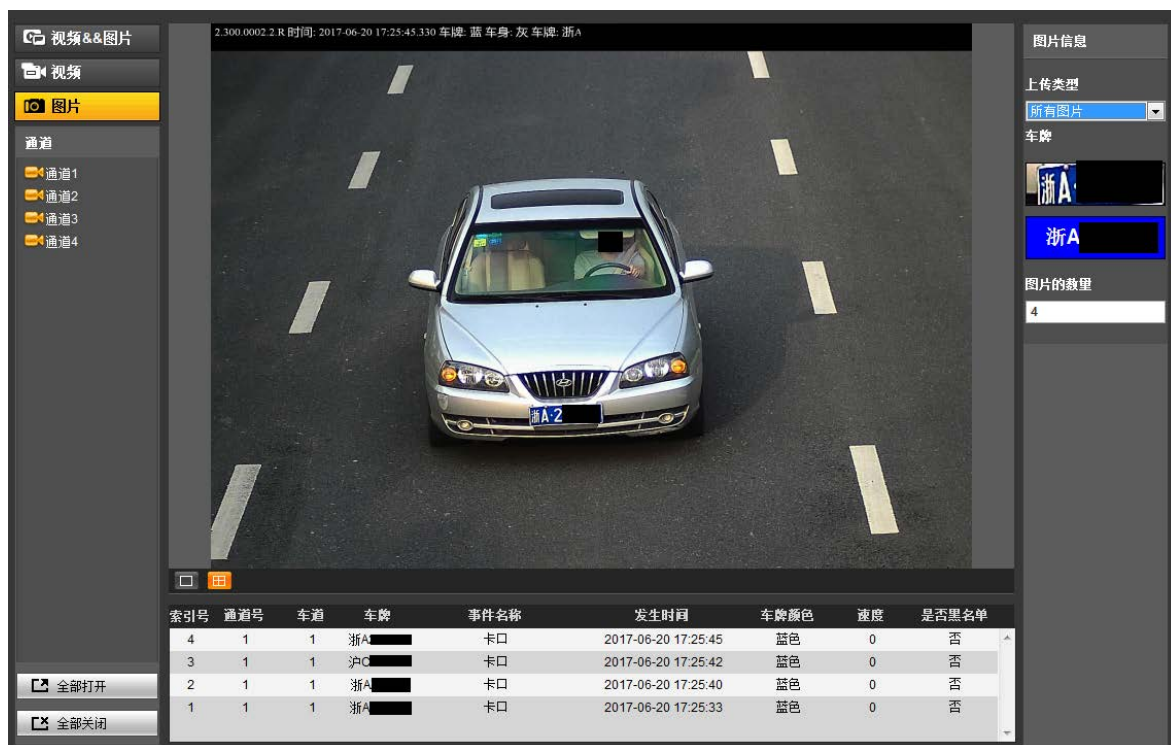 视频&&图片
视频
图片
通道
通道1
通道2
通道3
通道4
全部打开
全部关闭
2.300.0002.2.R 时间: 2017-06-20 17:25:45.330 车牌: 蓝 车身: 灰 车牌: 浙A
浙A·2
索引号 通道号 车道 车牌 事件名称 发生时间 车牌颜色 速度 是否黑名单
4 1 1 浙A 卡口 2017-06-20 17:25:45 蓝色 0 否
3 1 1 沪C 卡口 2017-06-20 17:25:42 蓝色 0 否
2 1 1 浙A 卡口 2017-06-20 17:25:40 蓝色 0 否
1 1 1 浙A 卡口 2017-06-20 17:25:33 蓝色 0 否
图片信息
上传类型
所有图片
车牌
浙A·
浙A
图片的数里
4